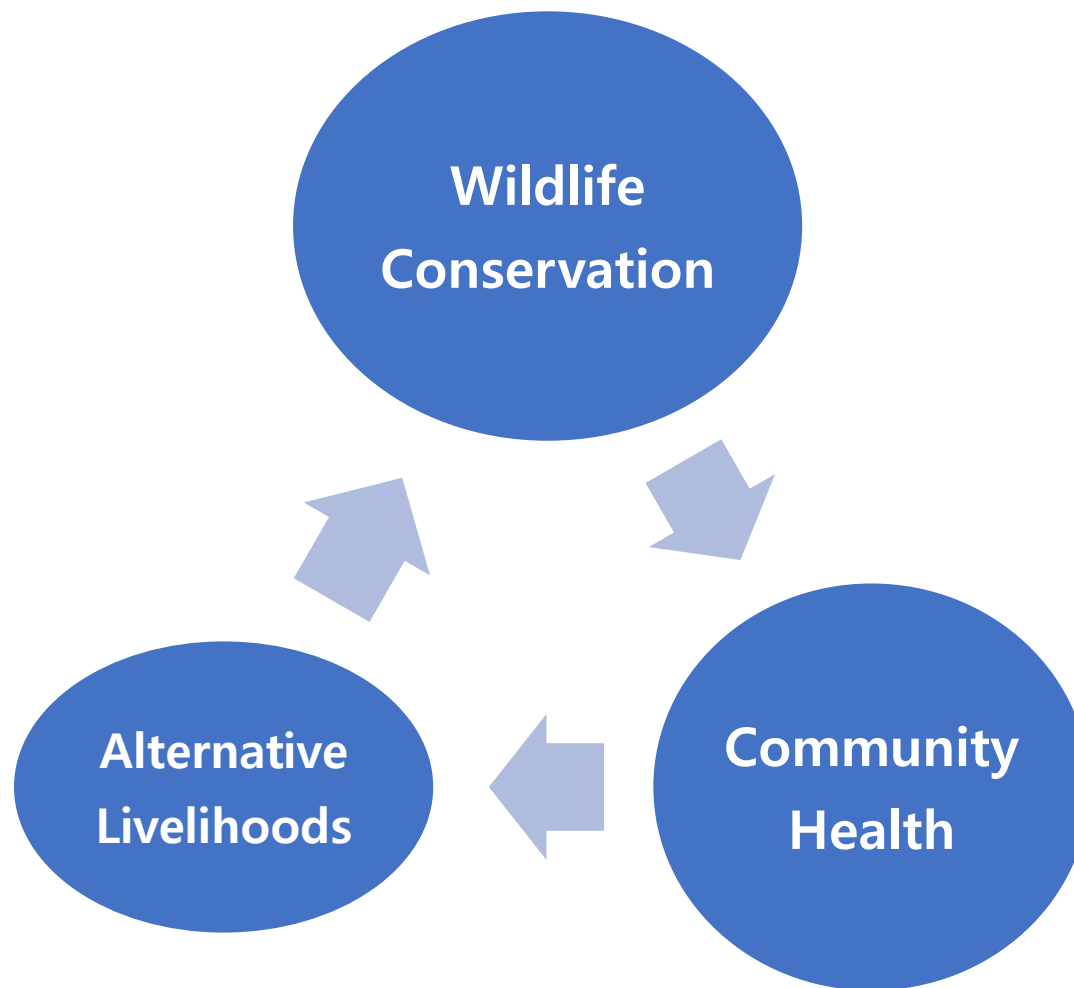 Wildlife
Conservation
Community
Health
Alternative
Livelihoods